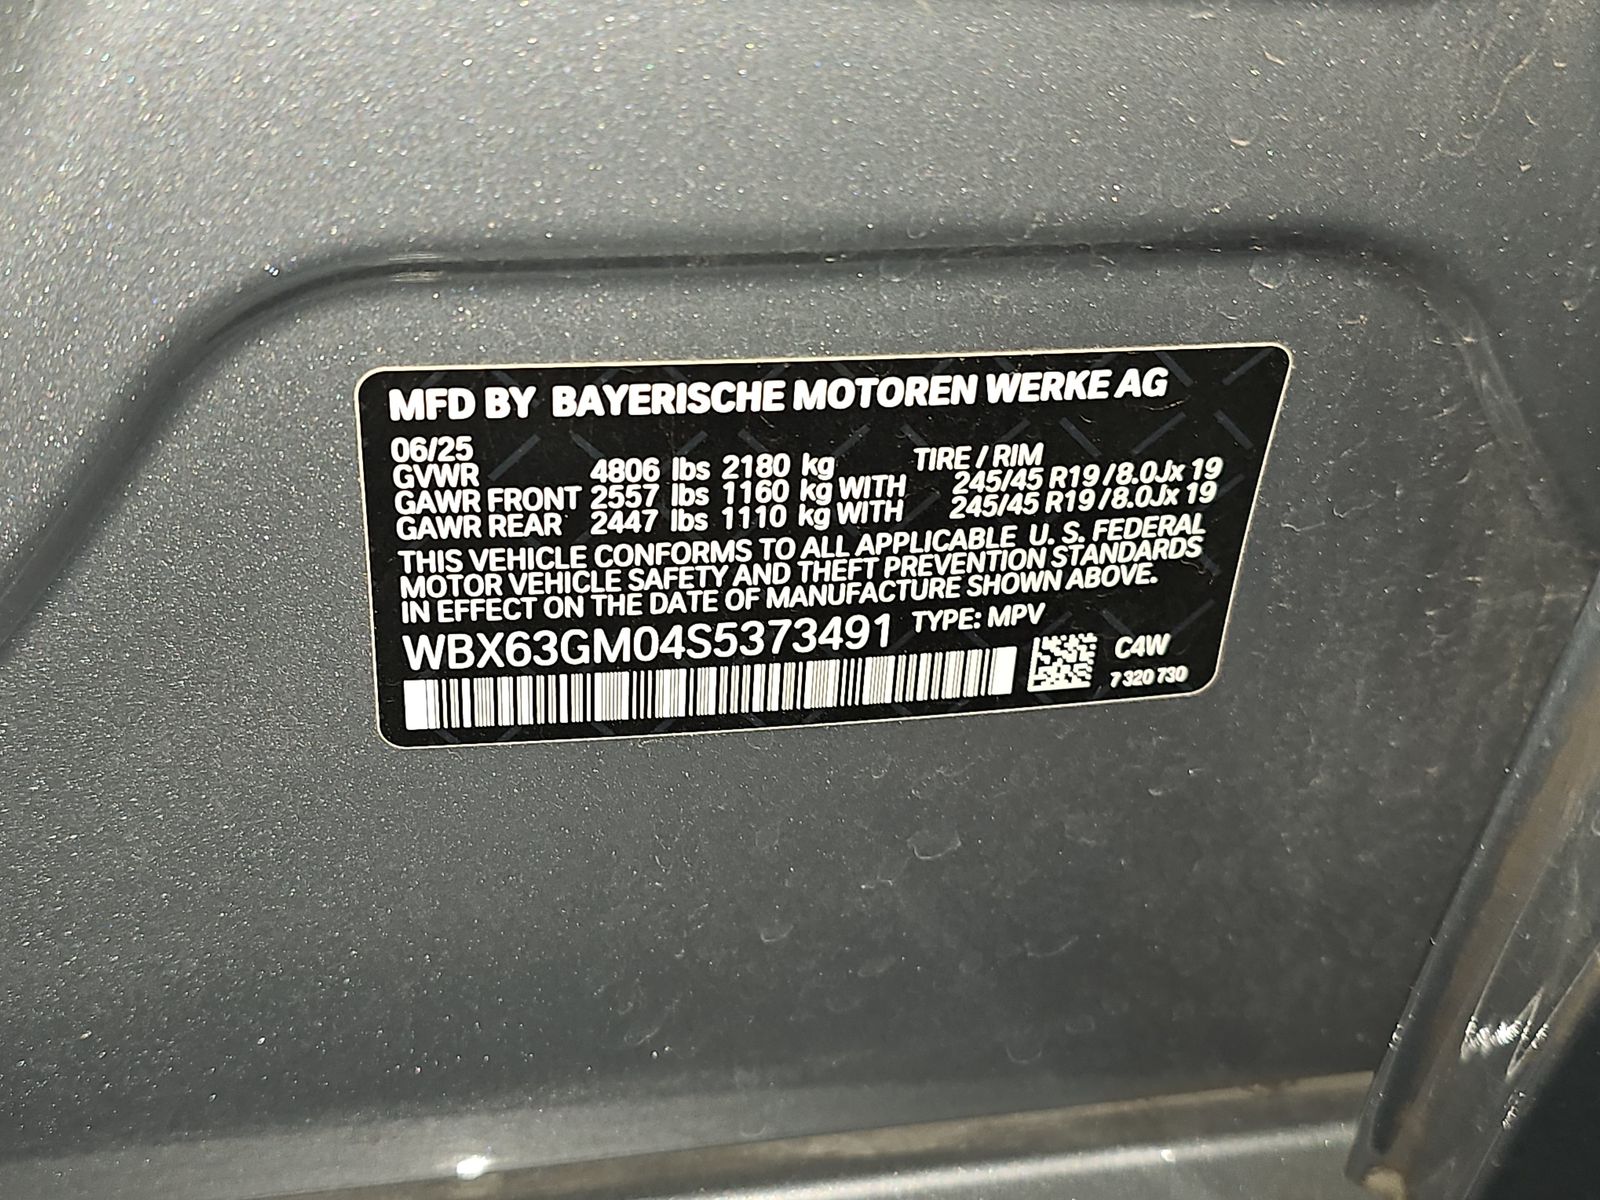 MFD BY BAYERISCHE MOTOREN WERKE AG
06/25 TIRE / RIM
GVWR 4806 lbs 2180 kg
GAWR FRONT 2557 lbs 1160 kg WITH 245/45 R19 /8.0Jx 19
GAWR REAR 2447 lbs 1110 kg WITH 245/45 R19 /8.0Jx 19
THIS VEHICLE CONFORMS TO ALL APPLICABLE U. S. FEDERAL
MOTOR VEHICLE SAFETY AND THEFT PREVENTION STANDARDS
IN EFFECT ON THE DATE OF MANUFACTURE SHOWN ABOVE.
WBX63GM04S5373491 TYPE: MPV
C4W
7 320 730